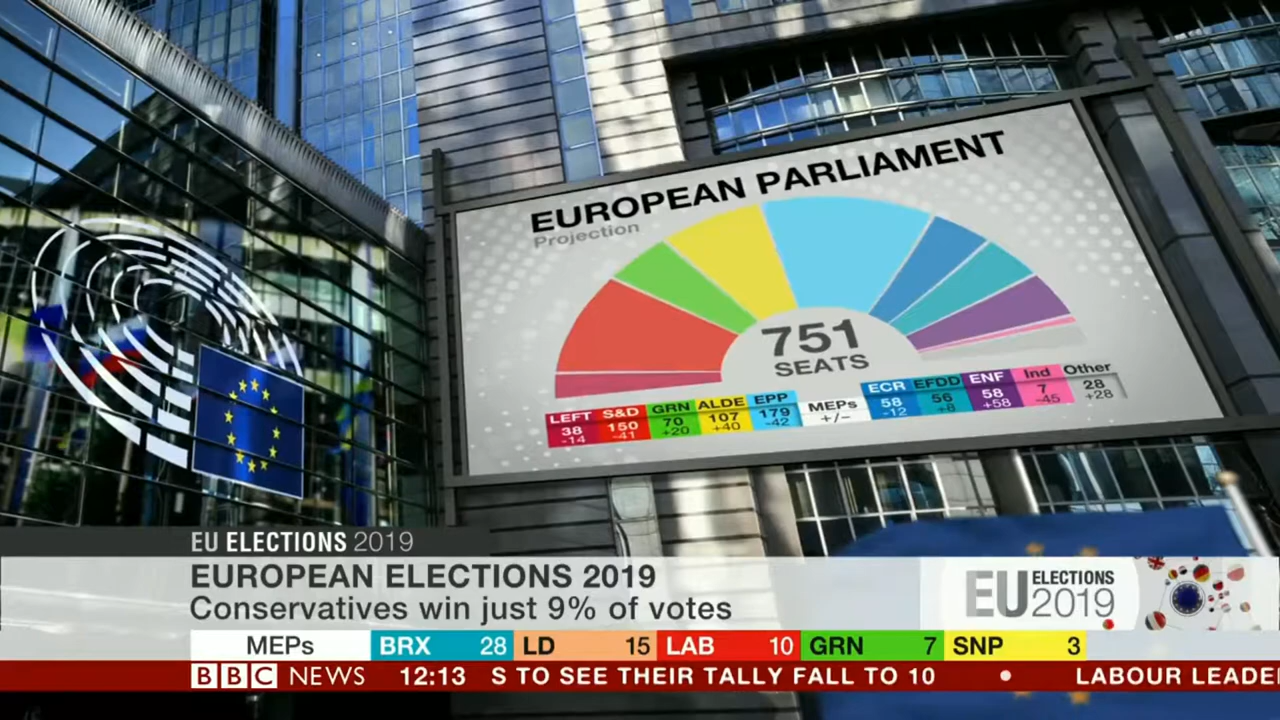 EUROPEAN PARLIAMENT
Projection
751
SEATS
LEFT S&D GRN ALDE EPP MEPs ECR EFDD ENF Ind Other
38 150 70 107 179 +/- 58 56 58 7 28
-14 -41 +20 +40 -42 -12 +8 +58 -45 +28
EU ELECTIONS 2019
EUROPEAN ELECTIONS 2019
Conservatives win just 9% of votes
EU ELECTIONS 2019
MEPs BRX 28 LD 15 LAB 10 GRN 7 SNP 3
BBC NEWS 12:13 S TO SEE THEIR TALLY FALL TO 10 • LABOUR LEADE